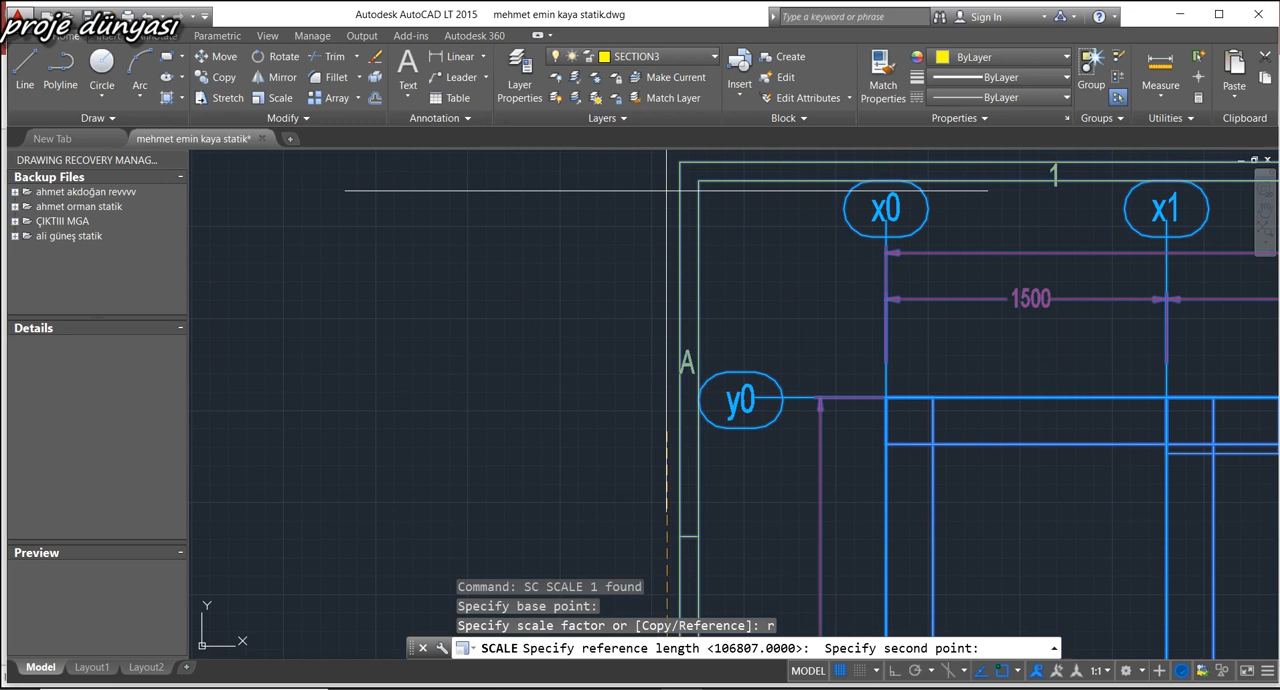 proje dünyası
Autodesk AutoCAD LT 2015 mehmet emin kaya statik.dwg
Type a keyword or phrase
Sign In
Parametric View Manage Output Add-ins Autodesk 360
Line
Polyline
Circle
Arc
Draw
Move Rotate Trim
Copy Mirror Fillet
Stretch Scale Array
Modify
Text
Linear
Leader
Table
Annotation
Layer
Properties
SECTION3
Make Current
Match Layer
Layers
Insert
Create
Edit
Edit Attributes
Block
Match
Properties
ByLayer
ByLayer
ByLayer
Properties
Group
Groups
Measure
Utilities
Paste
Clipboard
New Tab
mehmet emin kaya statik*
DRAWING RECOVERY MANAG...
Backup Files
ahmet akdoğan revvvv
ahmet orman statik
ÇIKTIII MGA
ali güneş statik
Details
Preview
1
x0
x1
1500
A
y0
Y
X
Command: SC SCALE 1 found
Specify base point:
Specify scale factor or [Copy/Reference]: r
SCALE Specify reference length <106807.0000>: Specify second point:
Model Layout1 Layout2
MODEL
1:1